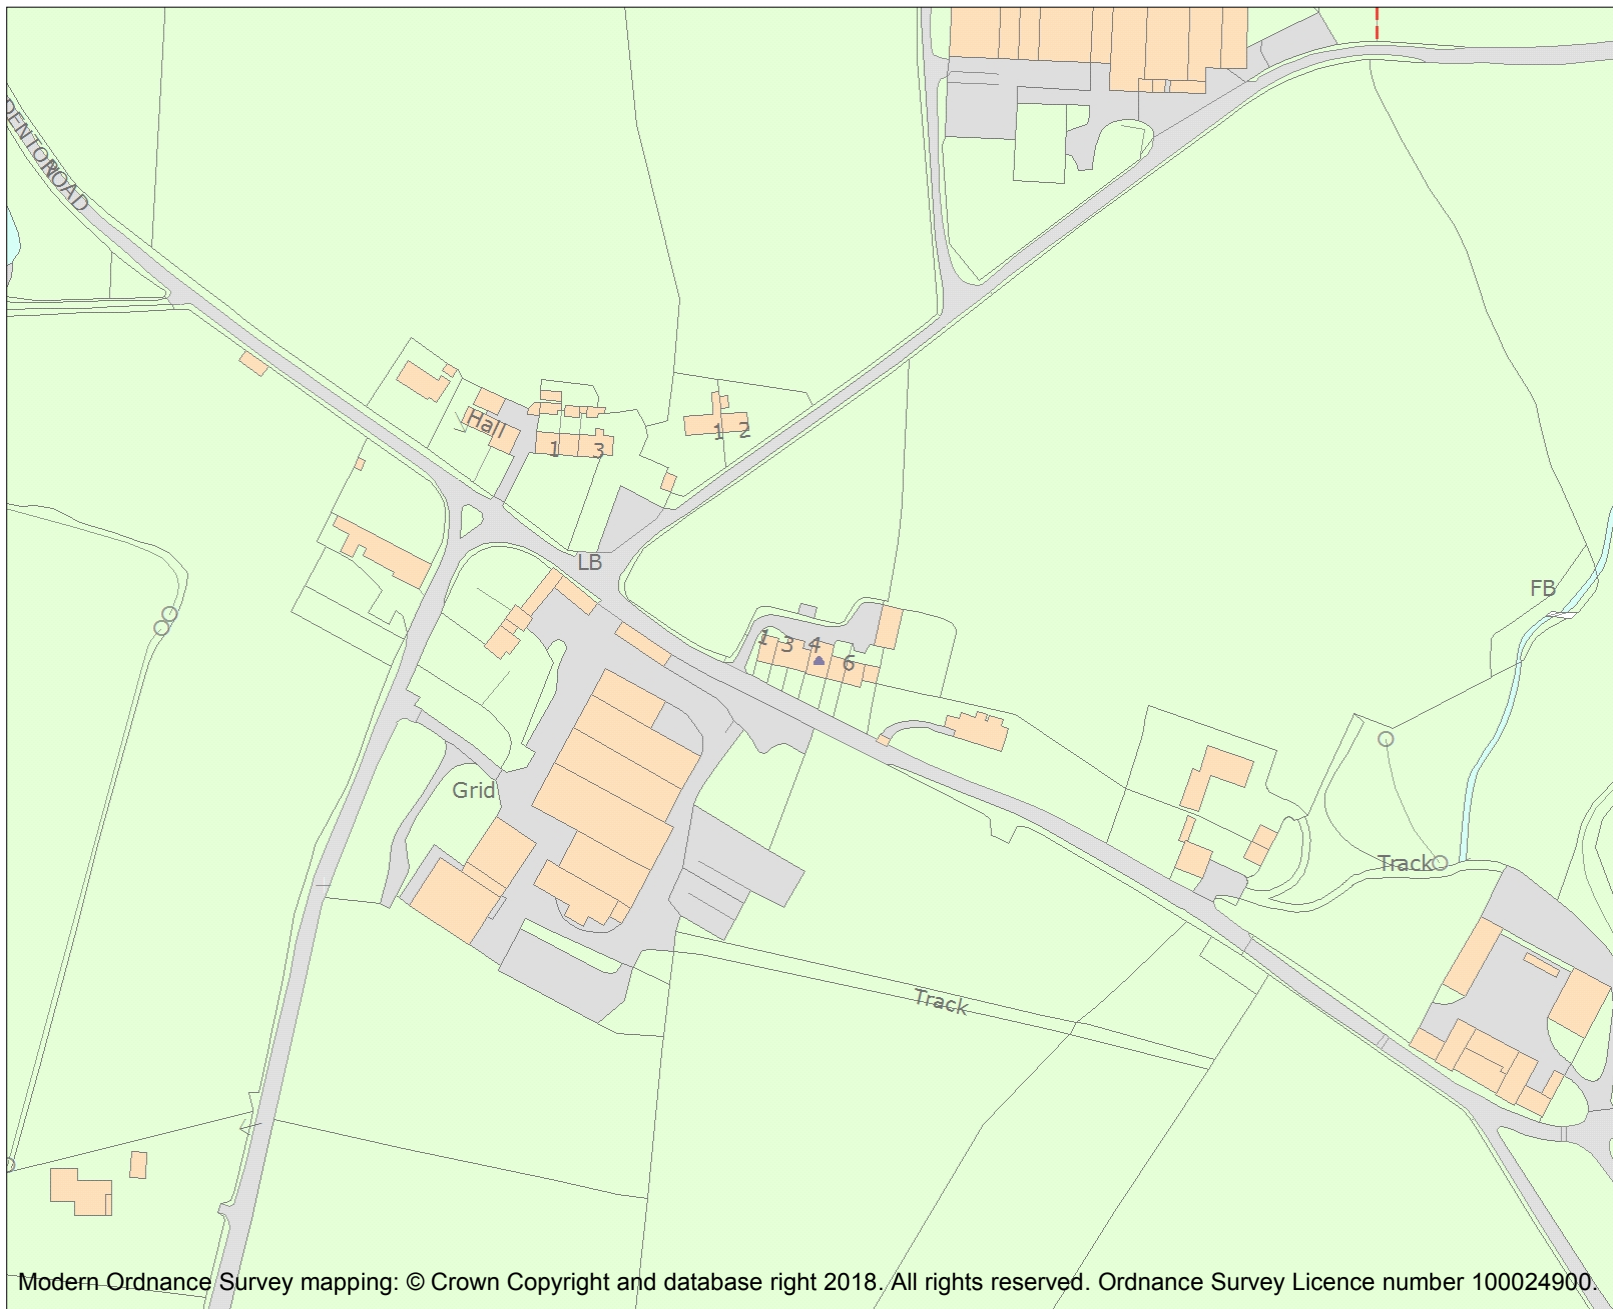 DENTON
ROAD
Hall
1
3
1
2
LB
FB
1
3
4
6
Grid
Track
Track
Modern Ordnance Survey mapping: © Crown Copyright and database right 2018. All rights reserved. Ordnance Survey Licence number 100024900.